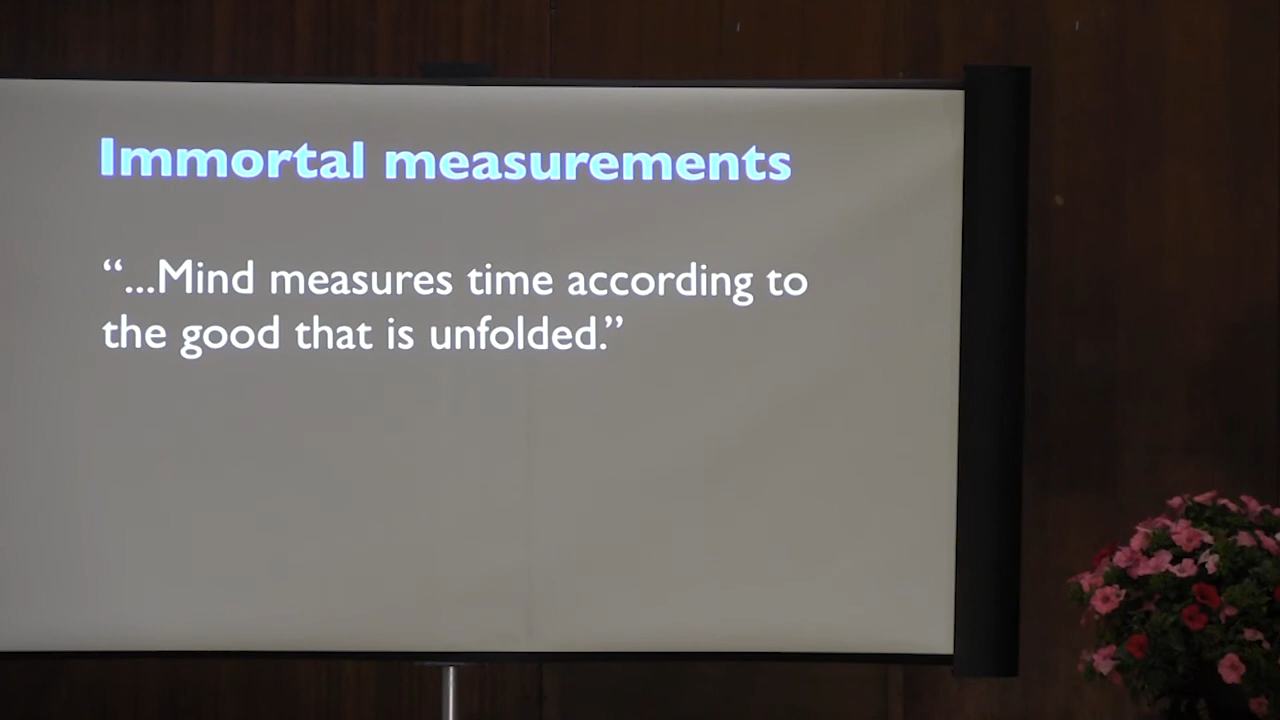 Immortal measurements
“...Mind measures time according to
the good that is unfolded.”